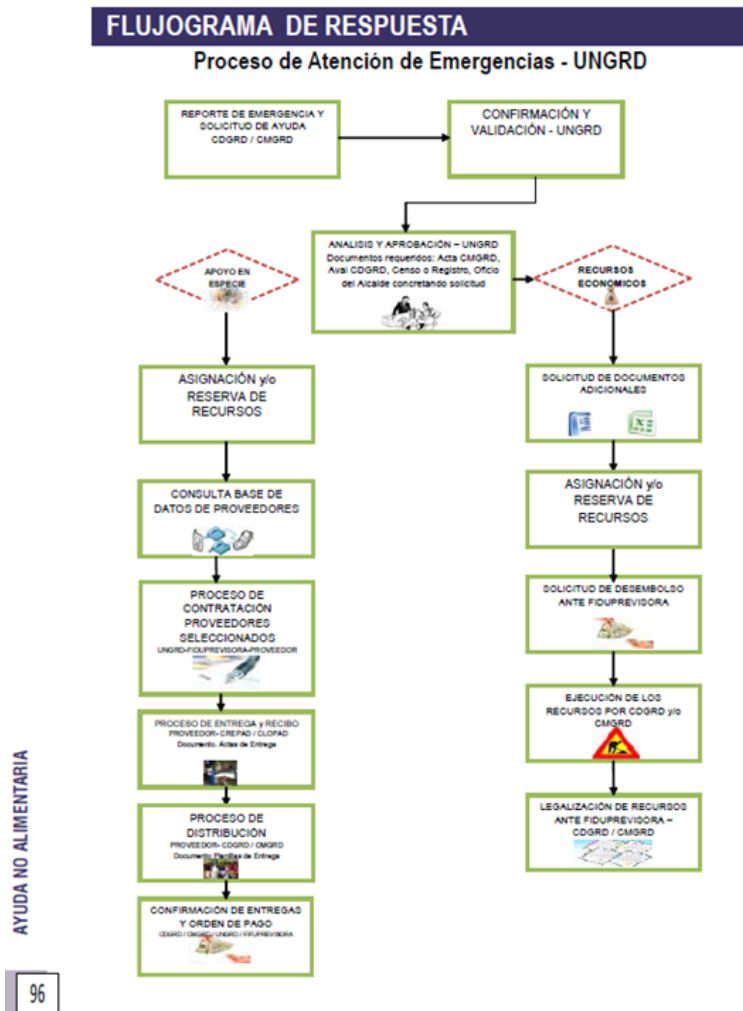 FLUJOGRAMA DE RESPUESTA
Proceso de Atención de Emergencias - UNGRD
REPORTE DE EMERGENCIA Y
SOLICITUD DE AYUDA
CDGRD / CMGRD
CONFIRMACIÓN Y
VALIDACIÓN - UNGRD
ANALISIS Y APROBACIÓN – UNGRD
Documentos requeridos: Acta CMGRD,
Aval CDGRD, Censo o Registro, Oficio
del Alcalde concretando solicitud
APOYO EN
ESPECIE
RECURSOS
ECONOMICOS
ASIGNACIÓN y/o
RESERVA DE
RECURSOS
CONSULTA BASE DE
DATOS DE PROVEEDORES
PROCESO DE
CONTRATACIÓN
PROVEEDORES
SELECCIONADOS
UNGRD-FIDUPREVISORA-PROVEEDOR
PROCESO DE ENTREGA y RECIBO
PROVEEDOR- CREPAD / CLOPAD
Documento. Actas de Entrega
PROCESO DE
DISTRIBUCIÓN
PROVEEDOR- CDGRD / CMGRD
Documento Planillas de Entrega
CONFIRMACIÓN DE ENTREGAS
Y ORDEN DE PAGO
CDGRD / CMGRD / UNGRD / FIFUPREVISORA
SOLICITUD DE DOCUMENTOS
ADICIONALES
ASIGNACIÓN y/o
RESERVA DE
RECURSOS
SOLICITUD DE DESEMBOLSO
ANTE FIDUPREVISORA
EJECUCIÓN DE LOS
RECURSOS POR CDGRD y/o
CMGRD
LEGALIZACIÓN DE RECURSOS
ANTE FIDUPREVISORA –
CDGRD / CMGRD
AYUDA NO ALIMENTARIA
96